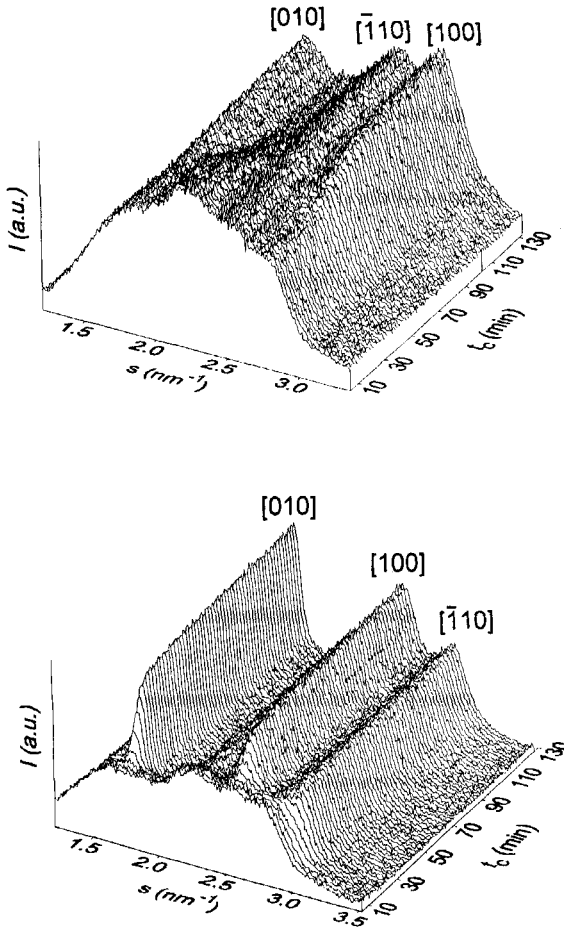 [010] [1̄10] [100]
I (a.u.)
1.5 2.0 2.5 3.0
s (nm⁻¹)
10 30 50 70 90 110 130
t_c (min)
[010]
[100]
[1̄10]
I (a.u.)
1.5 2.0 2.5 3.0 3.5
s (nm⁻¹)
10 30 50 70 90 110 130
t_c (min)